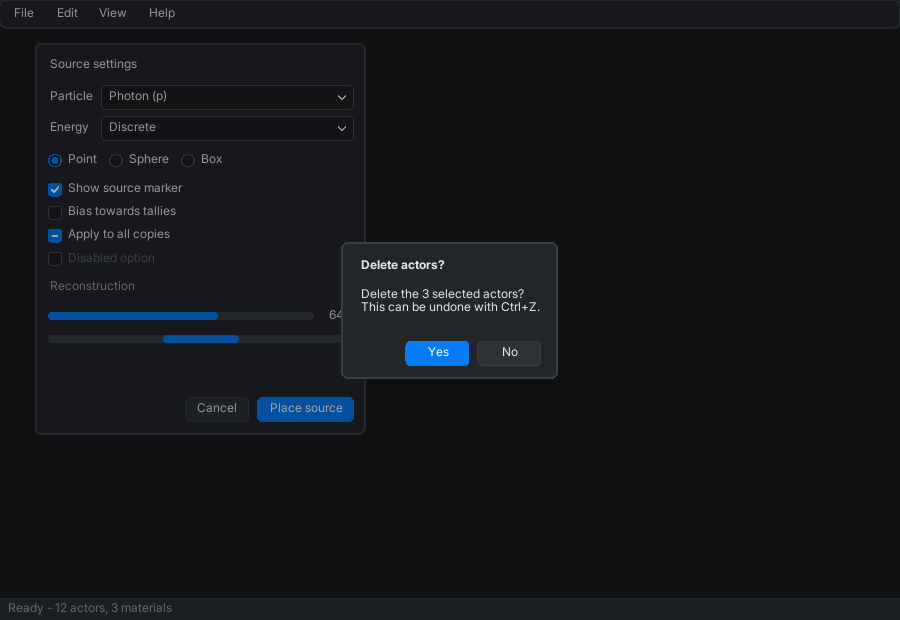 File Edit View Help
Source settings
Particle Photon (p)
Energy Discrete
Point Sphere Box
Show source marker
Bias towards tallies
Apply to all copies
Disabled option
Reconstruction
64
Cancel Place source
Delete actors?
Delete the 3 selected actors?
This can be undone with Ctrl+Z.
Yes No
Ready - 12 actors, 3 materials